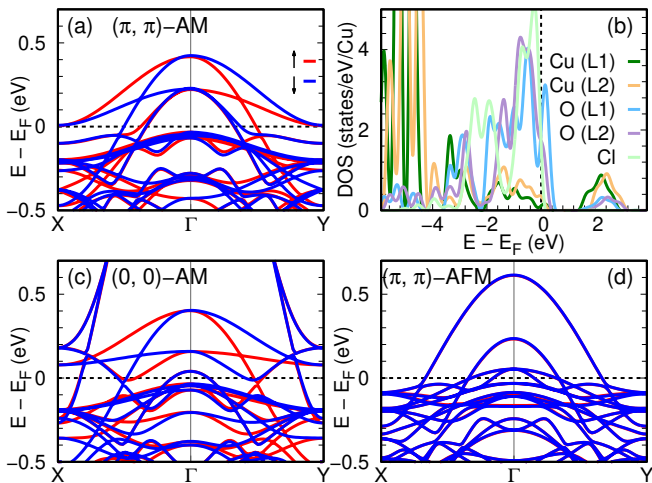 (a) (π, π)−AM
E − E_F (eV)
0.5
0
−0.5
X Γ Y
↑
↓
(b)
DOS (states/eV/Cu)
4
2
0
Cu (L1)
Cu (L2)
O (L1)
O (L2)
Cl
−4 −2 0 2
E − E_F (eV)
(c) (0, 0)−AM
E − E_F (eV)
0.5
0
−0.5
X Γ Y
(π, π)−AFM (d)
E − E_F (eV)
0.5
0
−0.5
X Γ Y